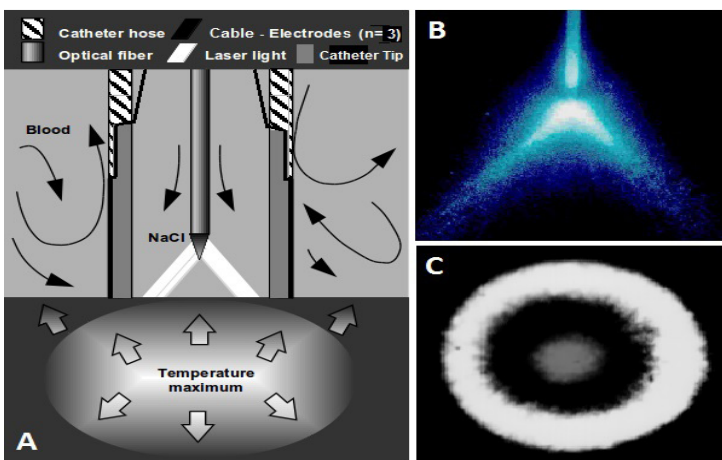 Catheter hose Cable - Electrodes (n= 3)
Optical fiber Laser light Catheter Tip
Blood
NaCl
Temperature
maximum
A
B
C